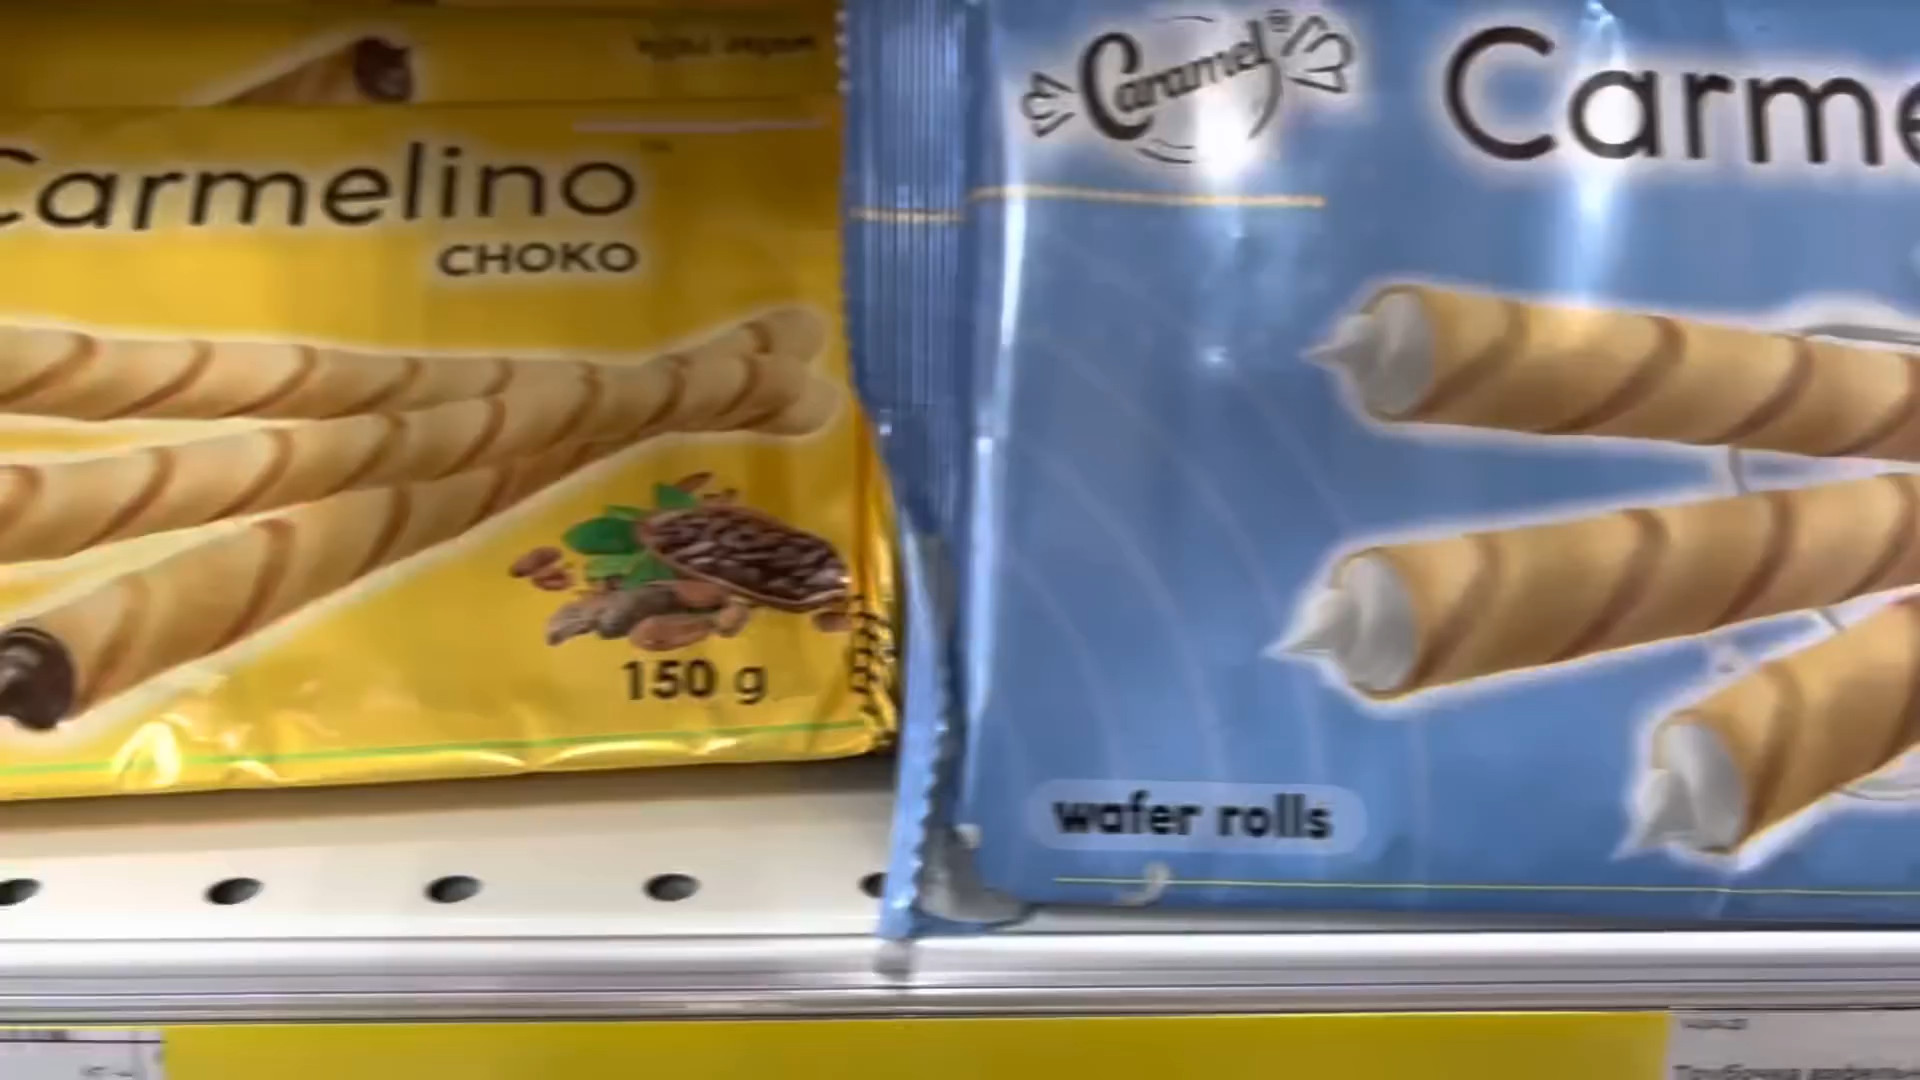 Carmelino
CHOKO
150 g
Caramel®
Carme
wafer rolls